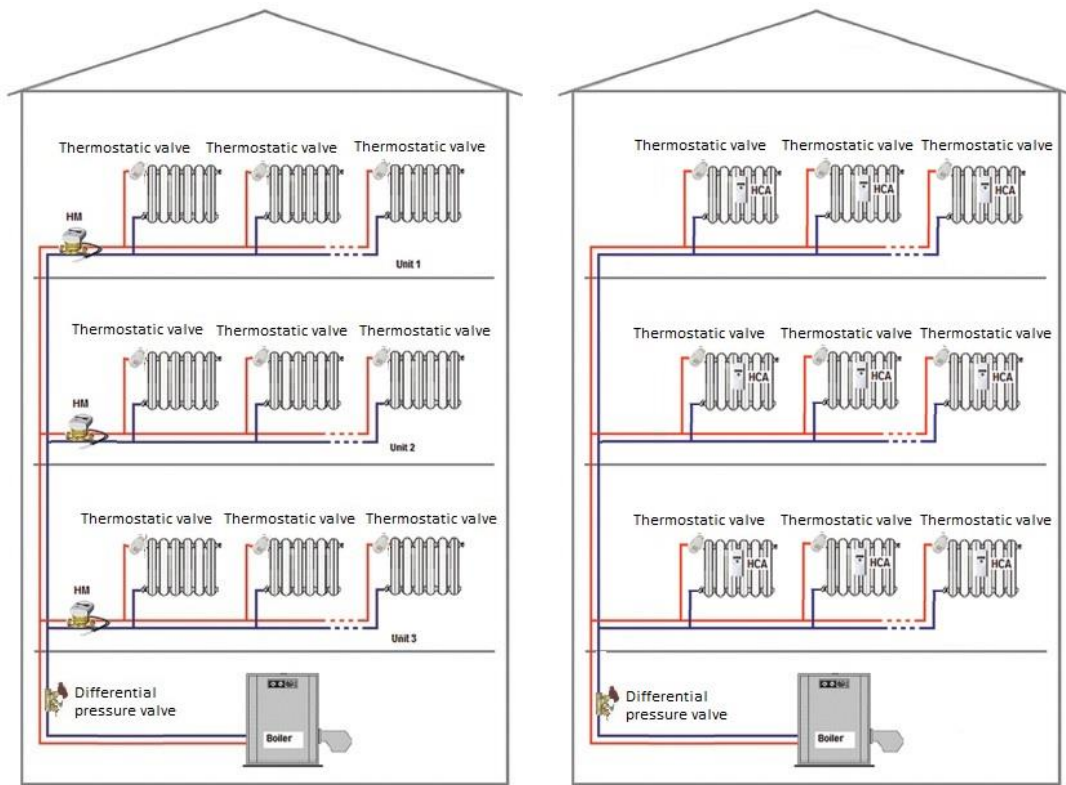 Thermostatic valve Thermostatic valve Thermostatic valve
HM
Unit 1
Thermostatic valve Thermostatic valve Thermostatic valve
HM
Unit 2
Thermostatic valve Thermostatic valve Thermostatic valve
HM
Unit 3
Differential
pressure valve
Boiler
Thermostatic valve Thermostatic valve Thermostatic valve
HCA HCA HCA
Thermostatic valve Thermostatic valve Thermostatic valve
HCA HCA HCA
Thermostatic valve Thermostatic valve Thermostatic valve
HCA HCA HCA
Differential
pressure valve
Boiler